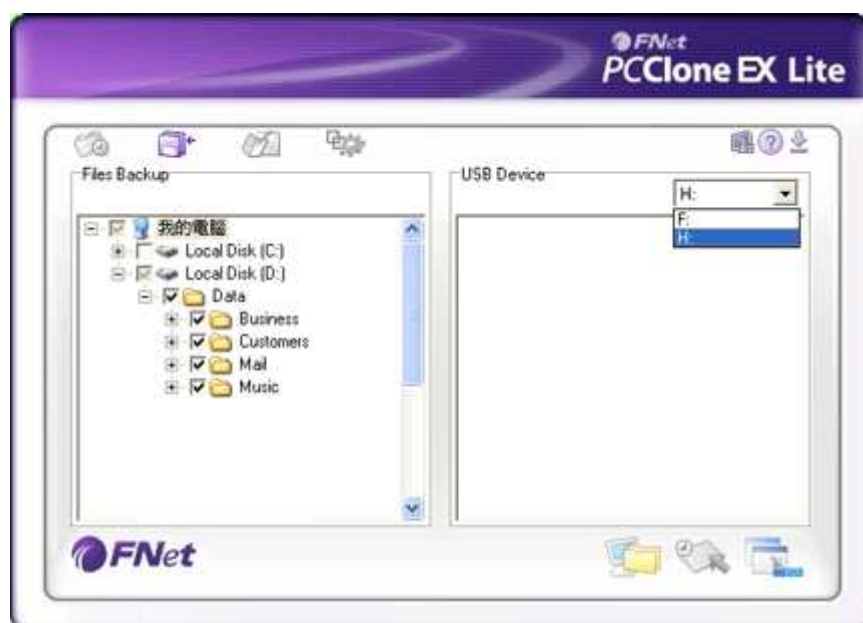 FNet
PCClone EX Lite
Files Backup
USB Device
H:
F:
H:
我的電腦
Local Disk (C:)
Local Disk (D:)
Data
Business
Customers
Mail
Music
FNet